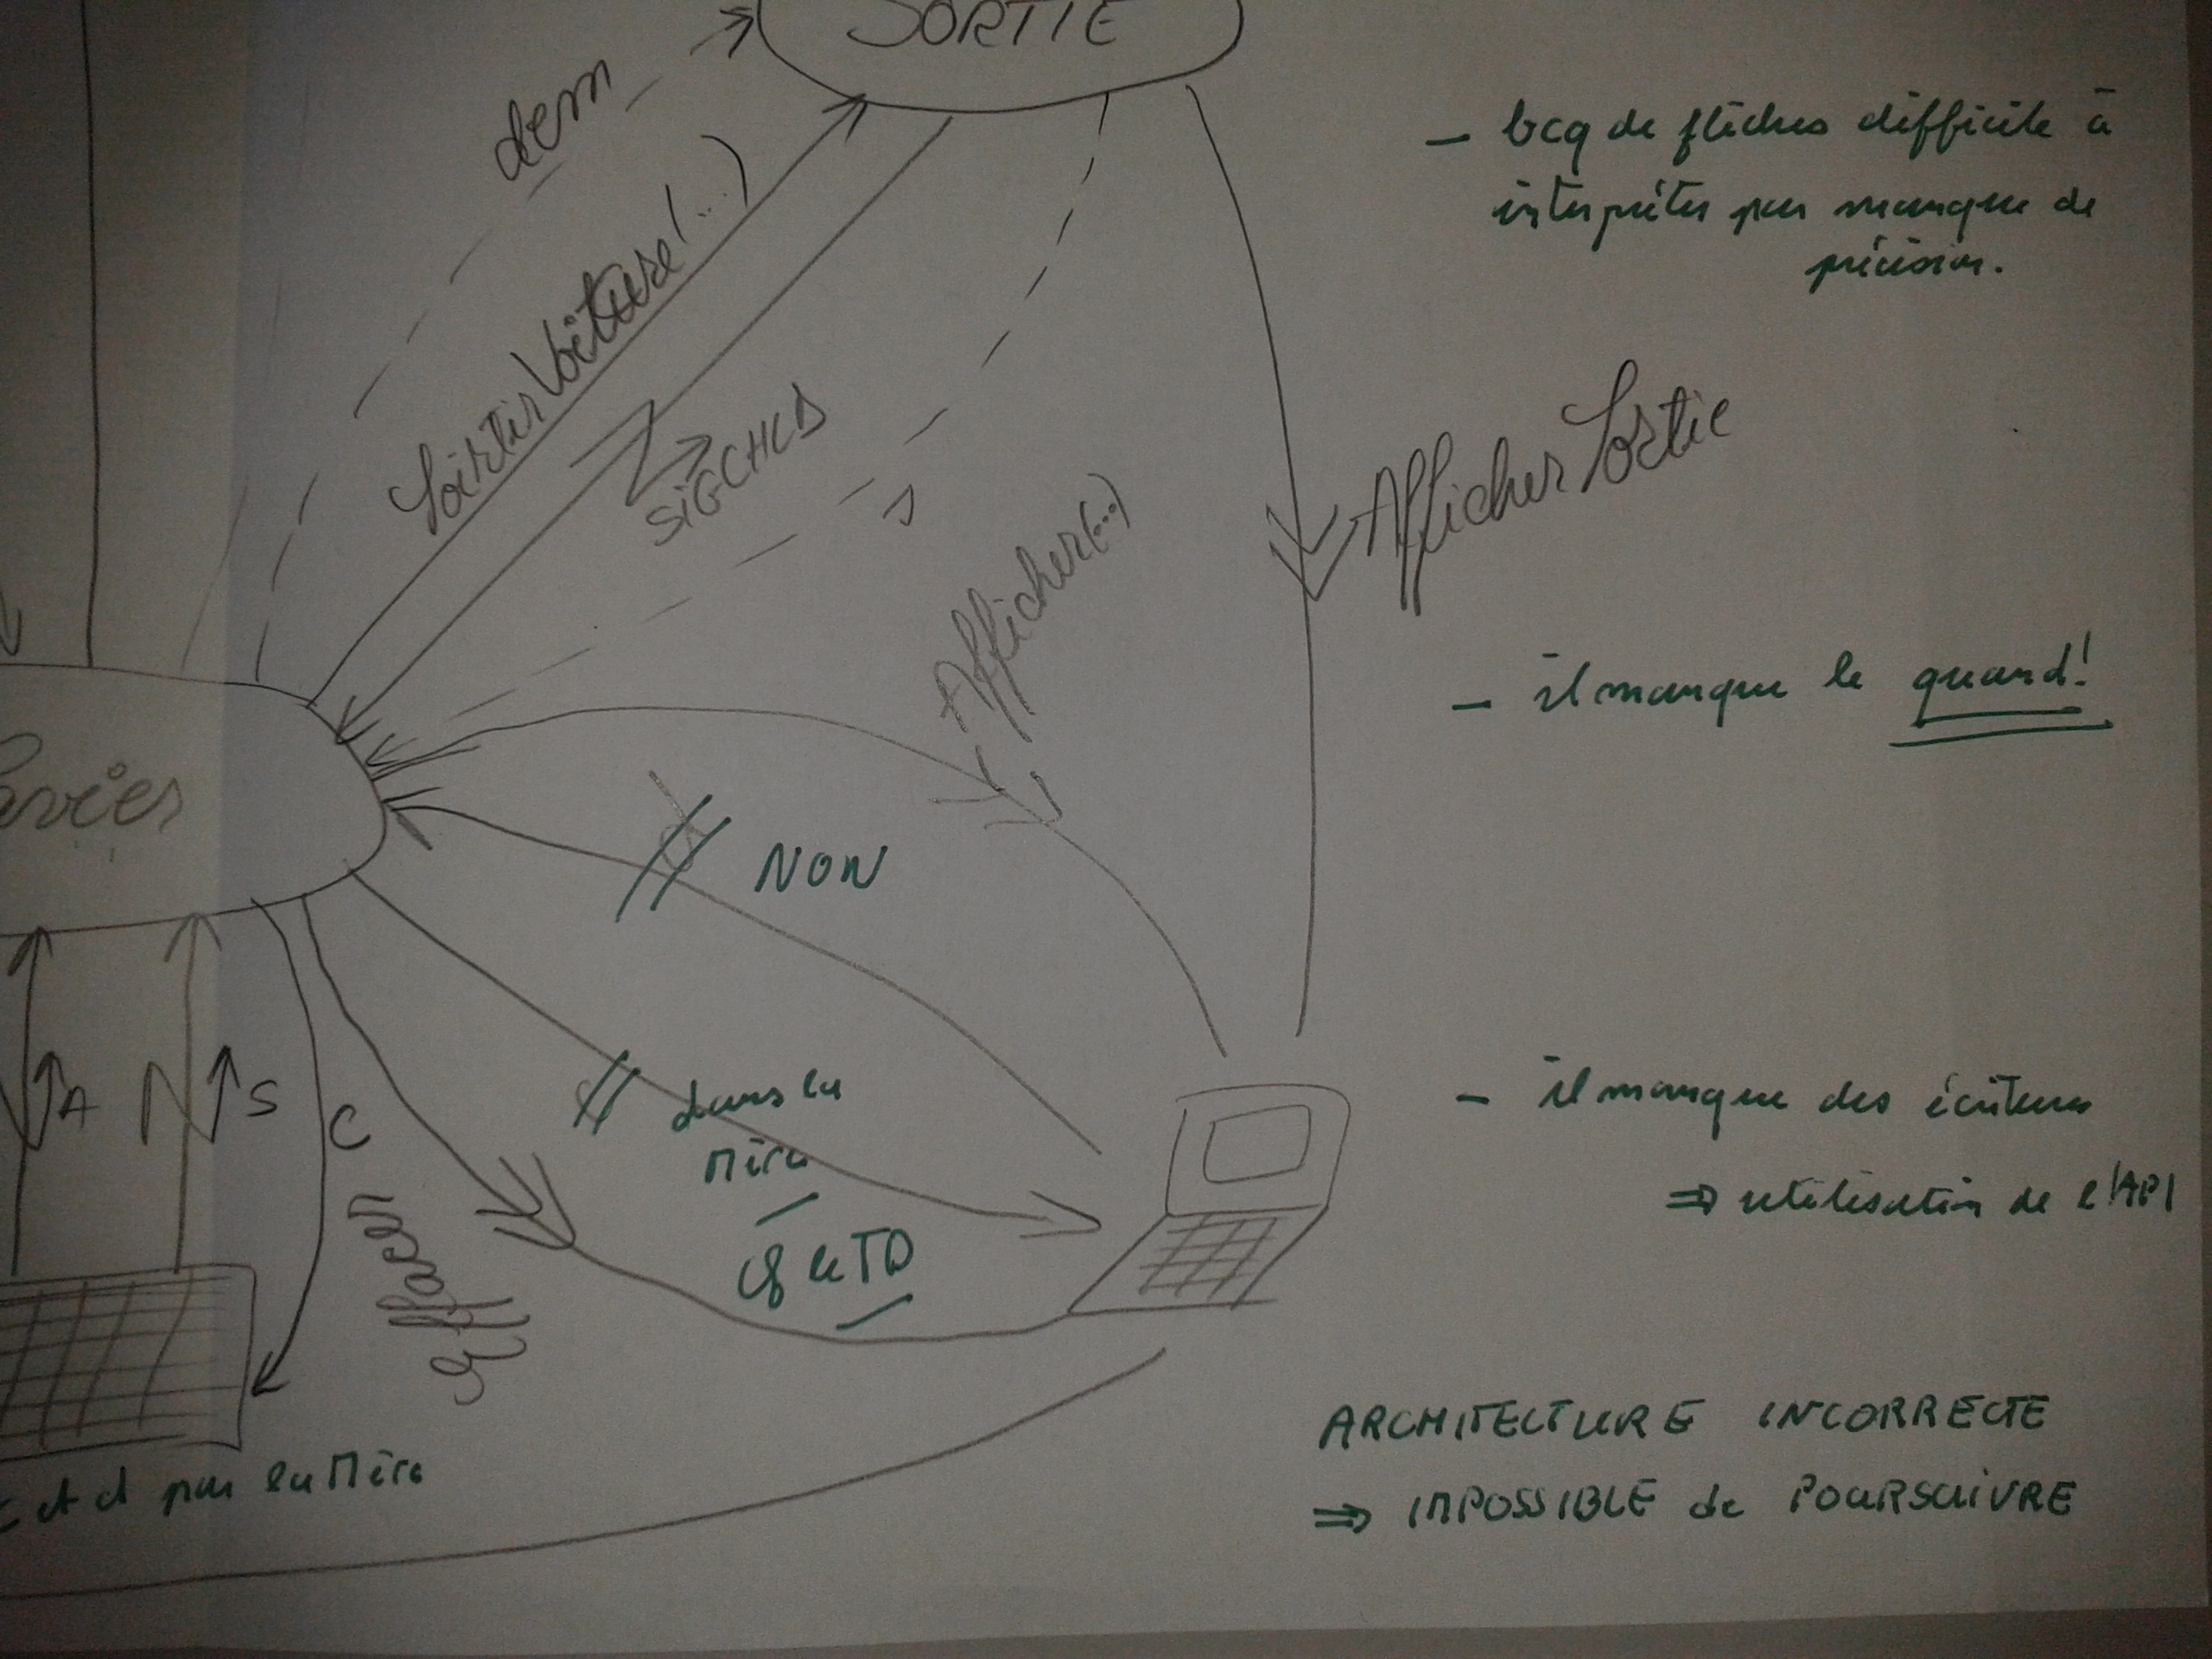 SORTIE
dem
- bcq de flèches difficile à
interpréter par manque de
précision.
SortirVoiture(...)
SIGCHLD
AfficherSortie
Afficher(...)
- il manque le quand!
NON
A
S
C
Effacer
// dans la
Mère
cf le TD
- il manque des écritures
⇒ utilisation de l'API
et d par la Mère
ARCHITECTURE INCORRECTE
⇒ IMPOSSIBLE de POURSUIVRE